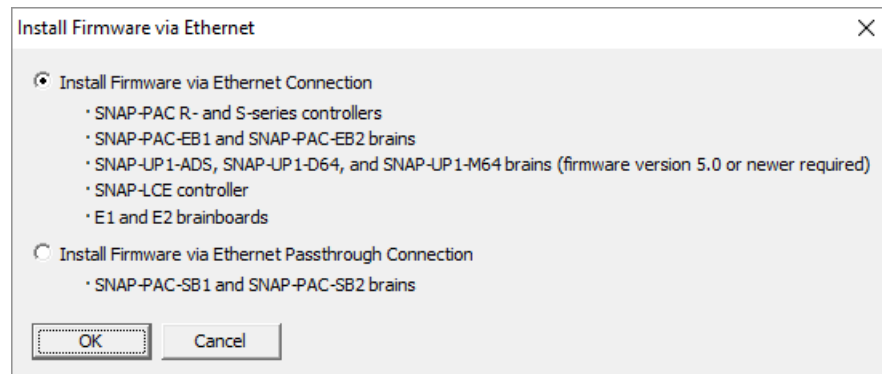 Install Firmware via Ethernet
Install Firmware via Ethernet Connection
· SNAP-PAC R- and S-series controllers
· SNAP-PAC-EB1 and SNAP-PAC-EB2 brains
· SNAP-UP1-ADS, SNAP-UP1-D64, and SNAP-UP1-M64 brains (firmware version 5.0 or newer required)
· SNAP-LCE controller
· E1 and E2 brainboards
Install Firmware via Ethernet Passthrough Connection
· SNAP-PAC-SB1 and SNAP-PAC-SB2 brains
OK Cancel